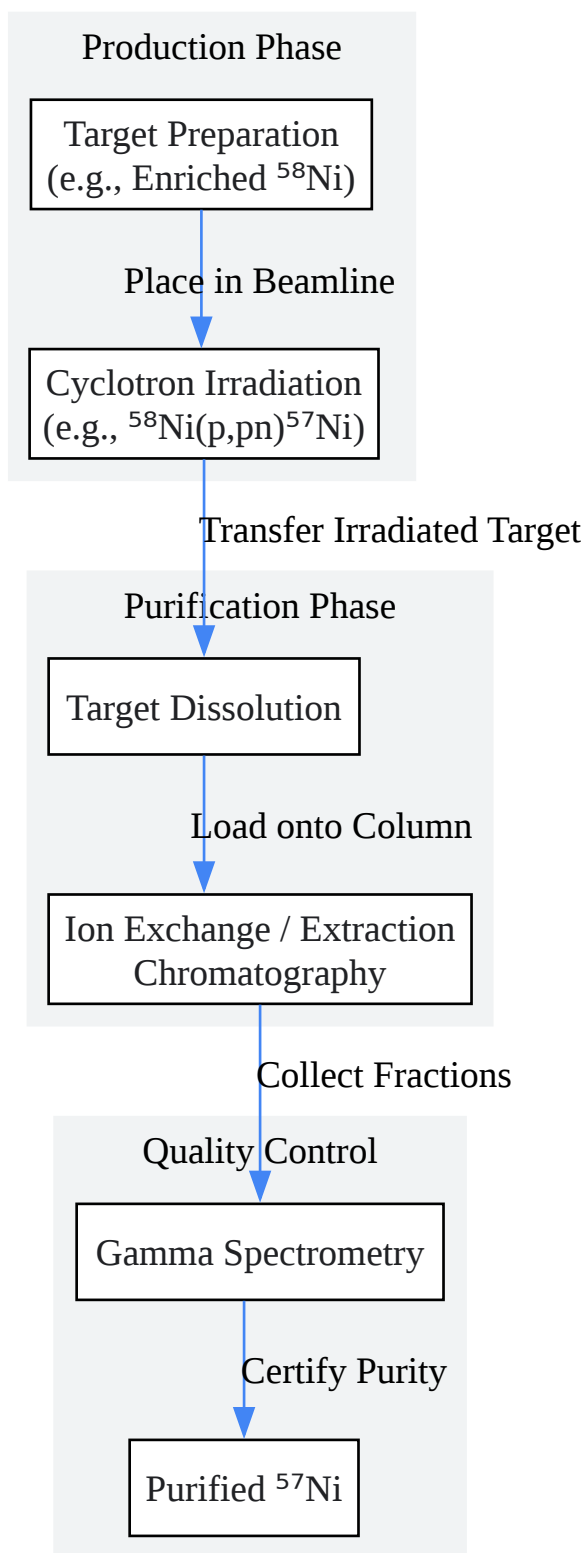 Production Phase
Target Preparation
(e.g., Enriched ⁵⁸Ni)
Place in Beamline
Cyclotron Irradiation
(e.g., ⁵⁸Ni(p,pn)⁵⁷Ni)
Transfer Irradiated Target
Purification Phase
Target Dissolution
Load onto Column
Ion Exchange / Extraction
Chromatography
Collect Fractions
Quality Control
Gamma Spectrometry
Certify Purity
Purified ⁵⁷Ni